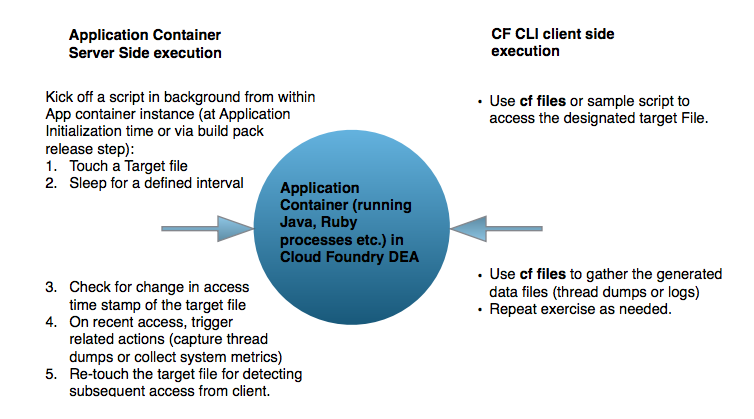 Application Container
Server Side execution
Kick off a script in background from within
App container instance (at Application
Initialization time or via build pack
release step):
1. Touch a Target file
2. Sleep for a defined interval
3. Check for change in access
time stamp of the target file
4. On recent access, trigger
related actions (capture thread
dumps or collect system metrics)
5. Re-touch the target file for detecting
subsequent access from client.
Application
Container (running
Java, Ruby
processes etc.) in
Cloud Foundry DEA
CF CLI client side
execution
• Use cf files or sample script to
access the designated target File.
• Use cf files to gather the generated
data files (thread dumps or logs)
• Repeat exercise as needed.